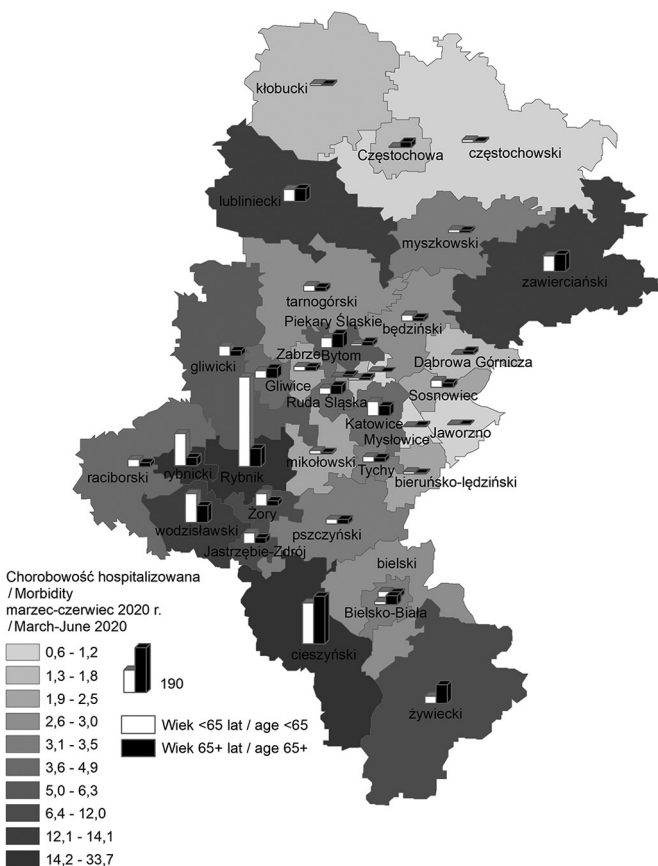 kłobucki
Częstochowa
częstochowski
lubliniecki
myszkowski
zawierciański
tarnogórski
Piekary Śląskie
będziński
gliwicki
Zabrze
Bytom
Dąbrowa Górnicza
Gliwice
Ruda Śląska
Sosnowiec
Katowice
Mysłowice
Jaworzno
raciborski
rybnicki
Rybnik
mikołowski
Tychy
bieruńsko-lędziński
wodzisławski
Żory
Jastrzębie-Zdrój
pszczyński
bielski
Bielsko-Biała
cieszyński
żywiecki
Chorobowość hospitalizowana
/ Morbidity
marzec-czerwiec 2020 r.
/ March-June 2020
0,6 - 1,2
1,3 - 1,8
1,9 - 2,5
2,6 - 3,0
3,1 - 3,5
3,6 - 4,9
5,0 - 6,3
6,4 - 12,0
12,1 - 14,1
14,2 - 33,7
190
Wiek <65 lat / age <65
Wiek 65+ lat / age 65+